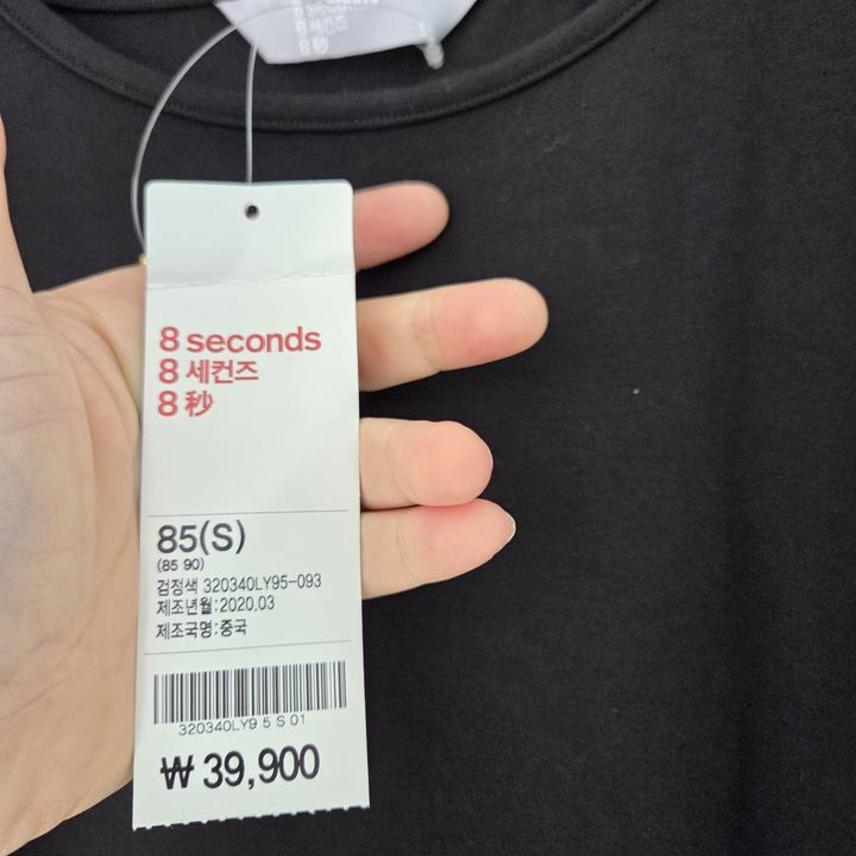 8 seconds
8 세컨즈
8 秒
85(S)
(85 90)
검정색 320340LY95-093
제조년월:2020.03
제조국명:중국
320340LY9 5 S 01
₩ 39,900